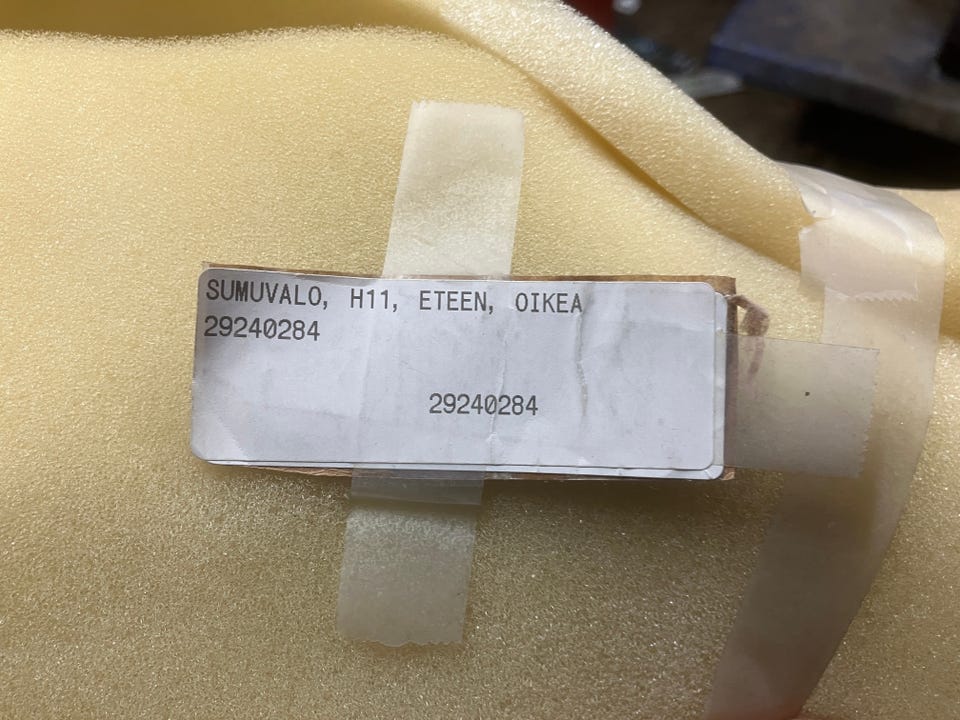 SUMUVALO, H11, ETEEN, OIKEA
29240284
29240284